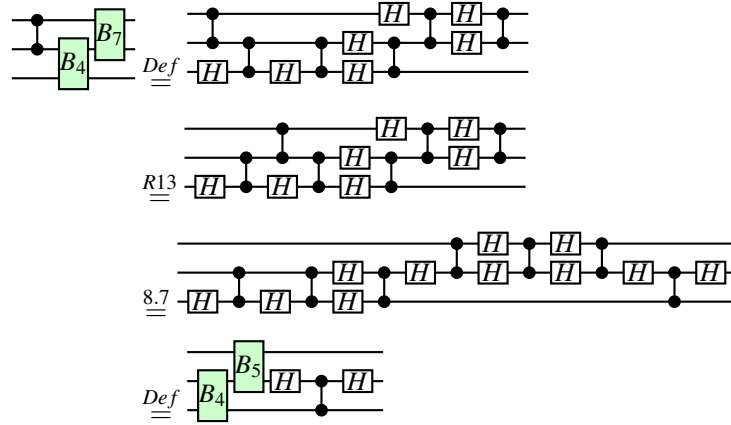 H H
B₇ H H
B₄
Def = H H H
H H
H H
R13 = H H H
H H
H H H H H H
8.7 = H H H
B₅
B₄ H H
Def =